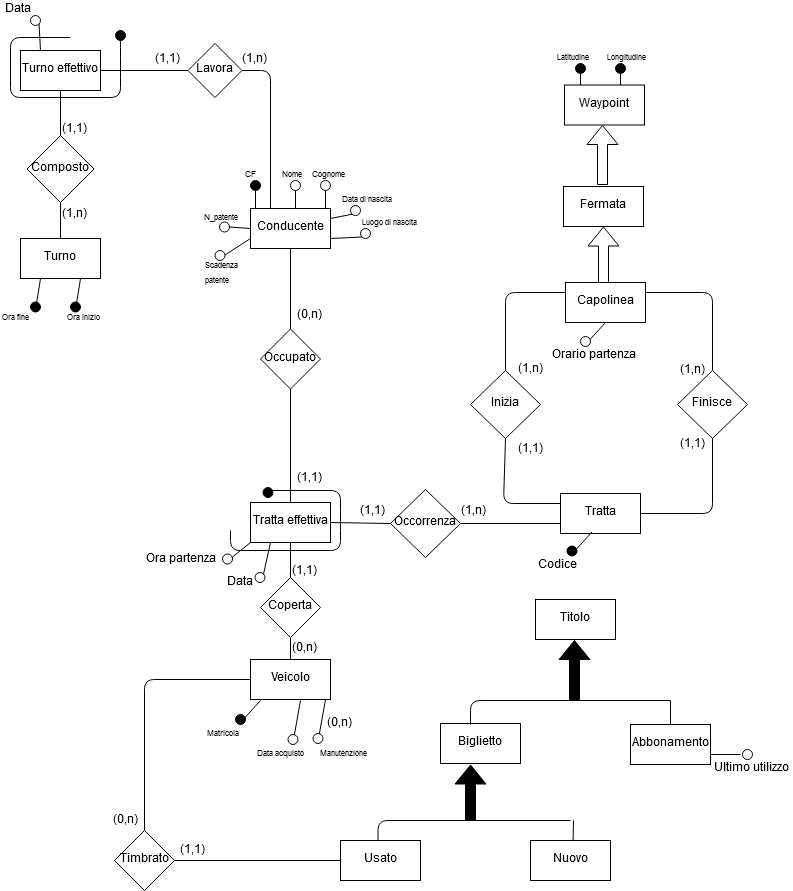 Data
Turno effettivo
(1,1)
Lavora
(1,n)
(1,1)
Composto
(1,n)
Turno
Ora fine
Ora inizio
CF
Nome
Cognome
Data di nascita
Luogo di nascita
N_patente
Conducente
Scadenza
patente
(0,n)
Occupato
(1,1)
Tratta effettiva
Ora partenza
Data
(1,1)
Occorrenza
(1,n)
(1,1)
Coperta
(0,n)
Veicolo
Matricola
Data acquisto
(0,n)
Manutenzione
(0,n)
Timbrato
(1,1)
Latitudine
Longitudine
Waypoint
Fermata
Capolinea
Orario partenza
(1,n)
(1,n)
Inizia
Finisce
(1,1)
(1,1)
Tratta
Codice
Titolo
Biglietto
Abbonamento
Ultimo utilizzo
Usato
Nuovo